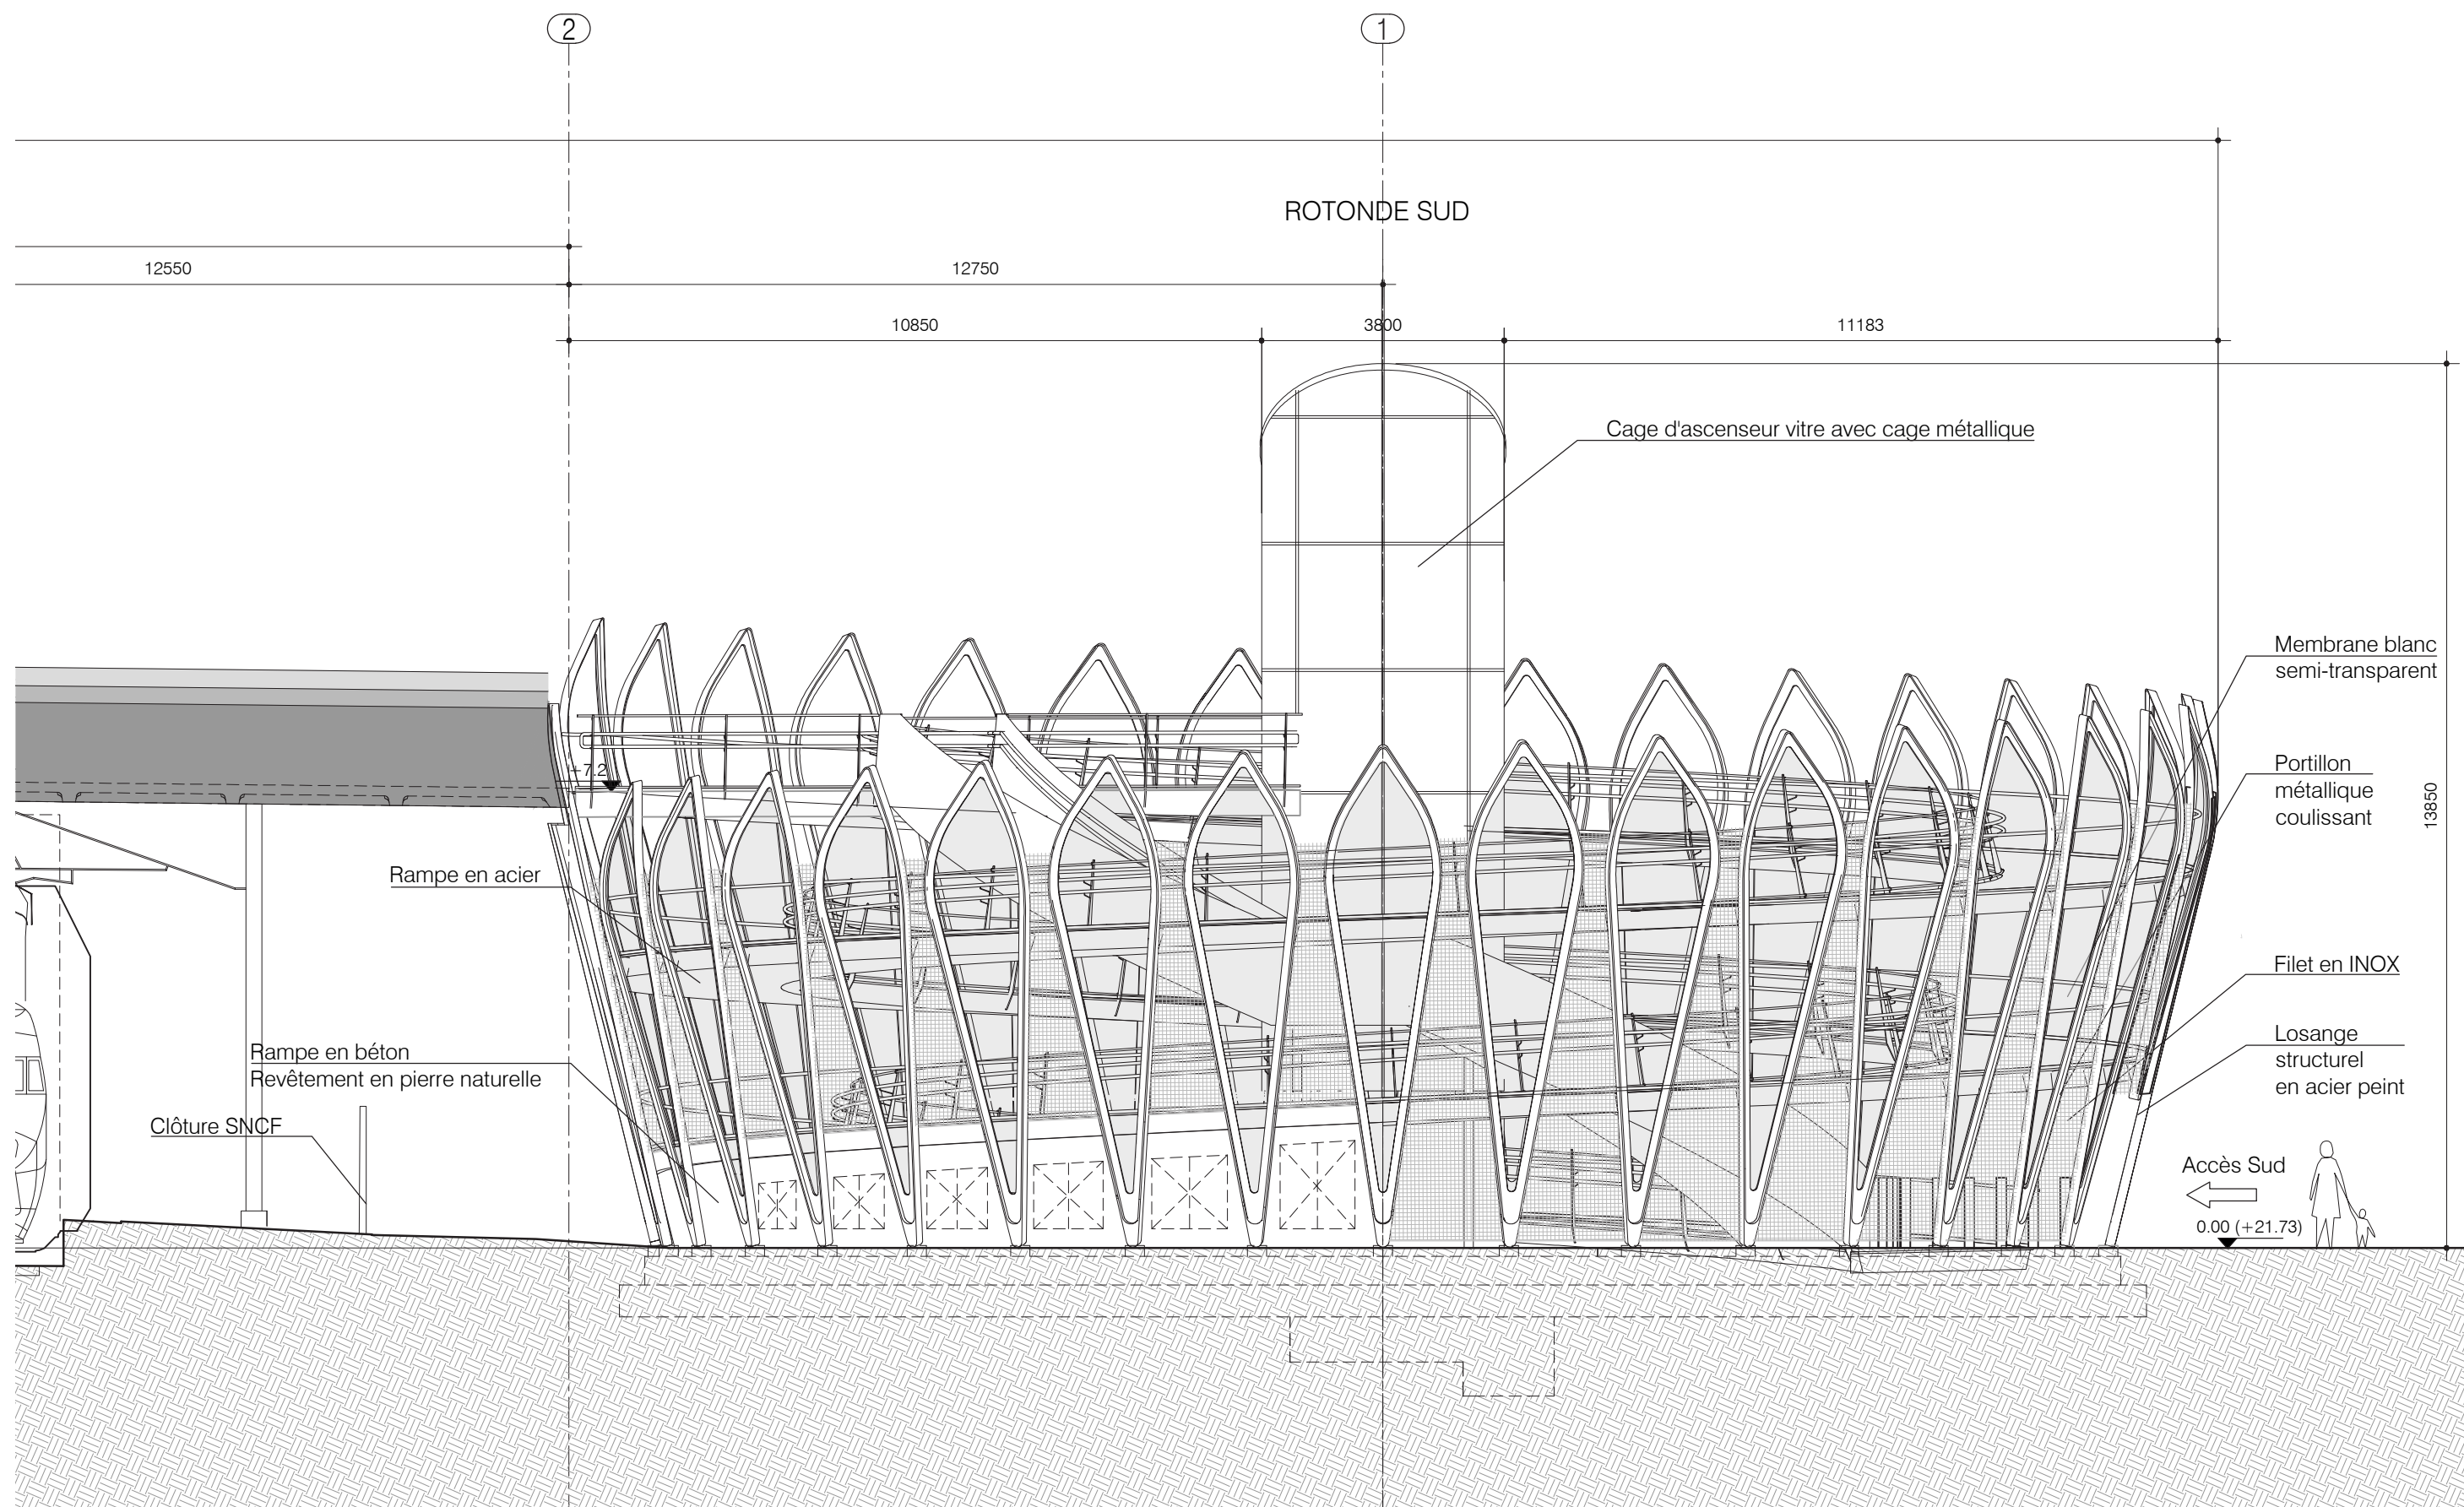 2
1
ROTONDE SUD
12550
12750
10850
3800
11183
Cage d'ascenseur vitre avec cage métallique
Membrane blanc
semi-transparent
+7.2
Portillon
métallique
coulissant
13850
Rampe en acier
Filet en INOX
Losange
structurel
en acier peint
Rampe en béton
Revêtement en pierre naturelle
Clôture SNCF
Accès Sud
0.00 (+21.73)